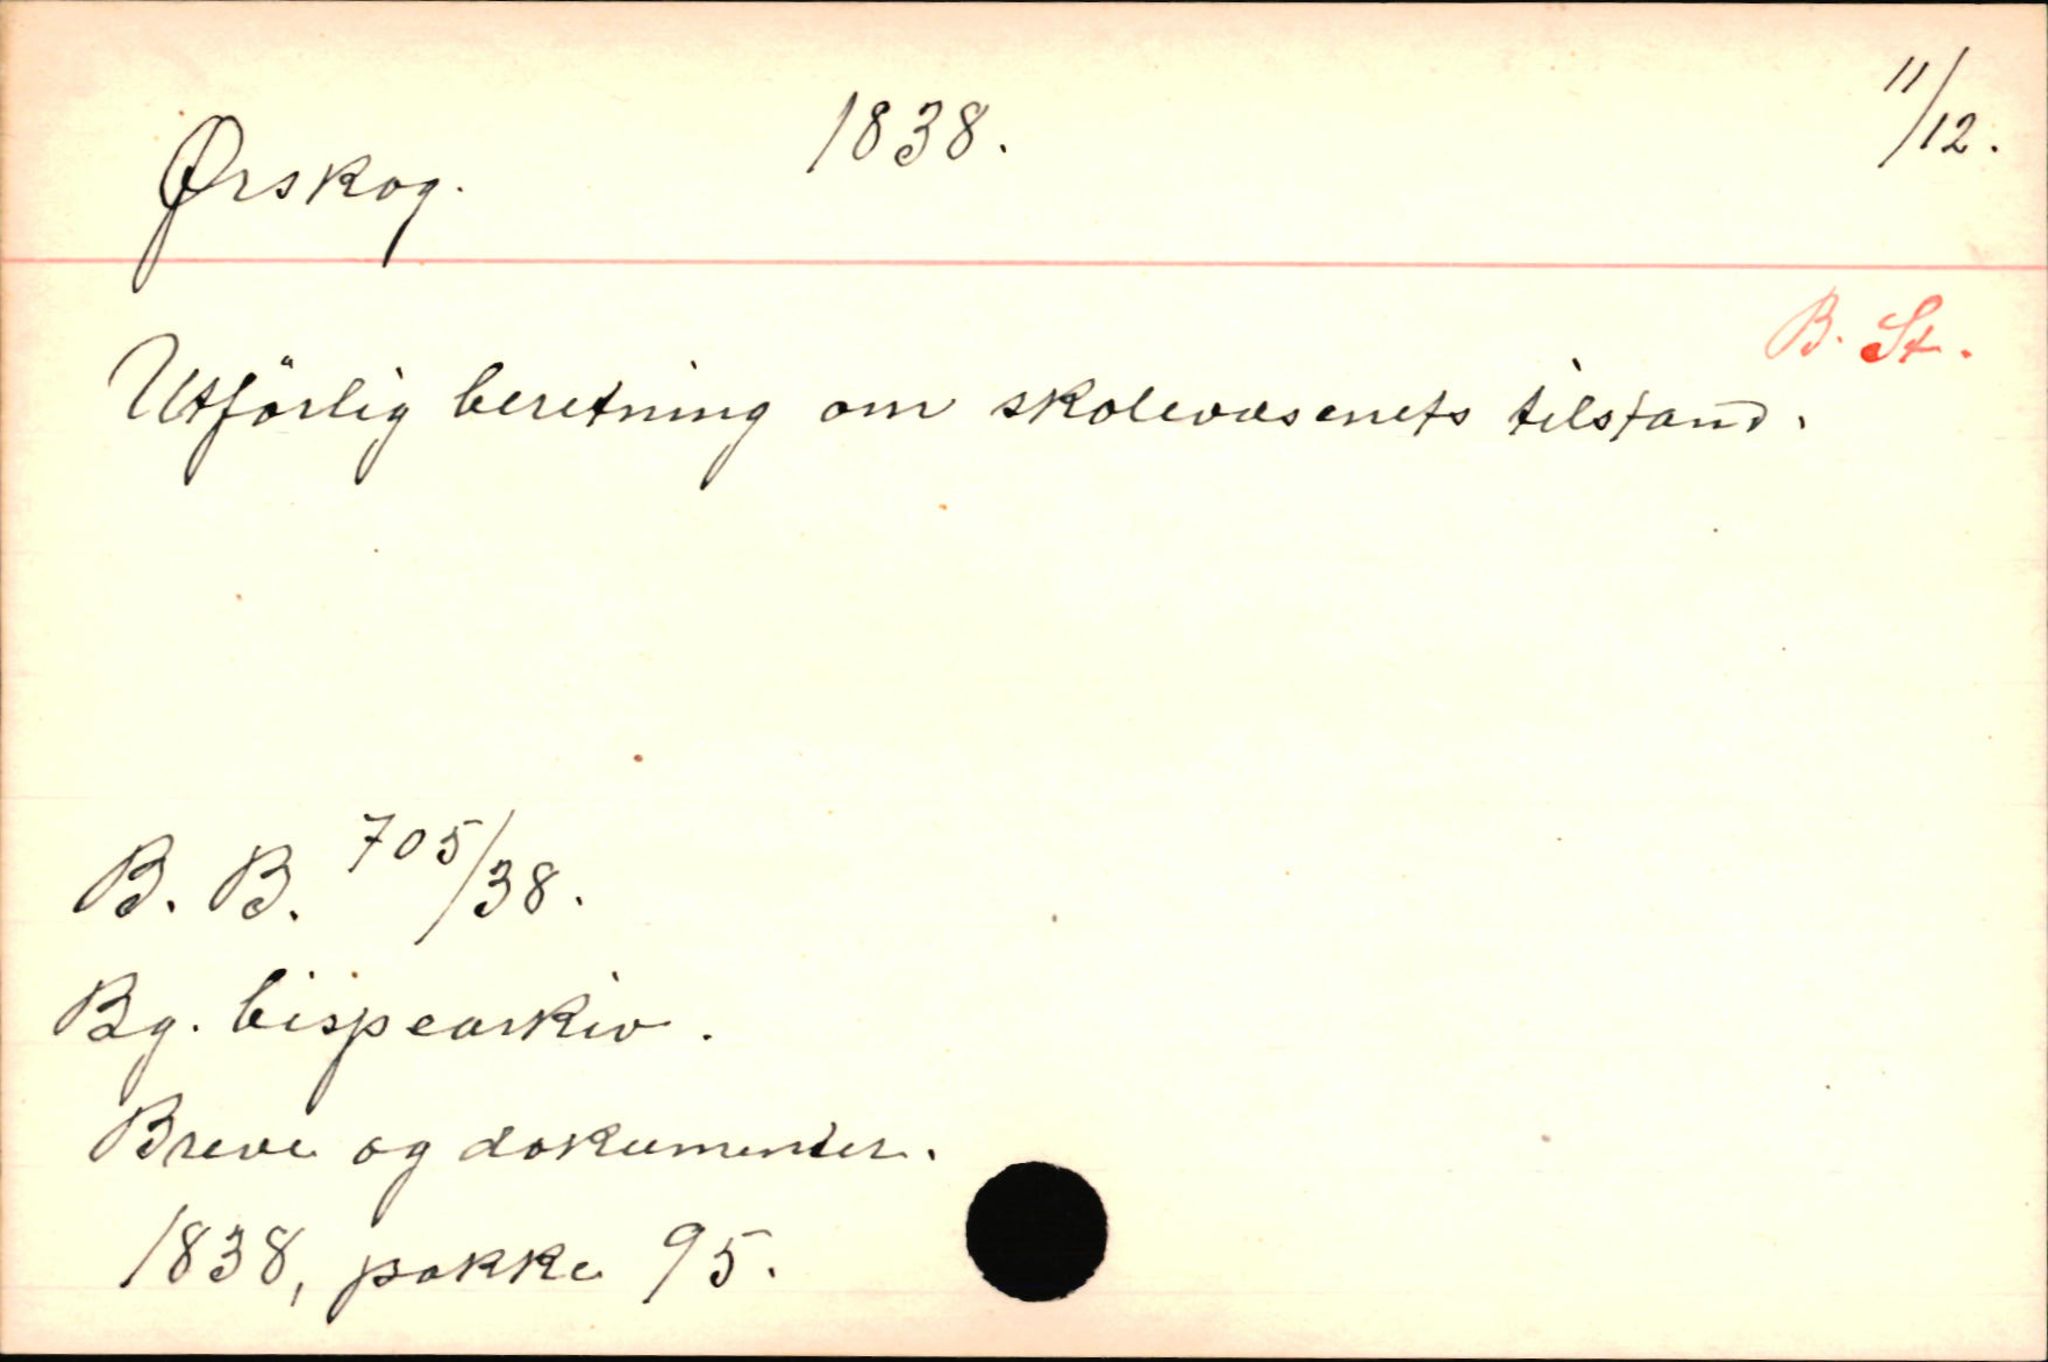 Ørskog. 1838. 11/12.
B. St.
Utförlig beretning om skolevæsenets tilstand.
B. B. 705/38.
Bg. bispearkiv.
Breve og dokumenter.
1838, pakke 95.